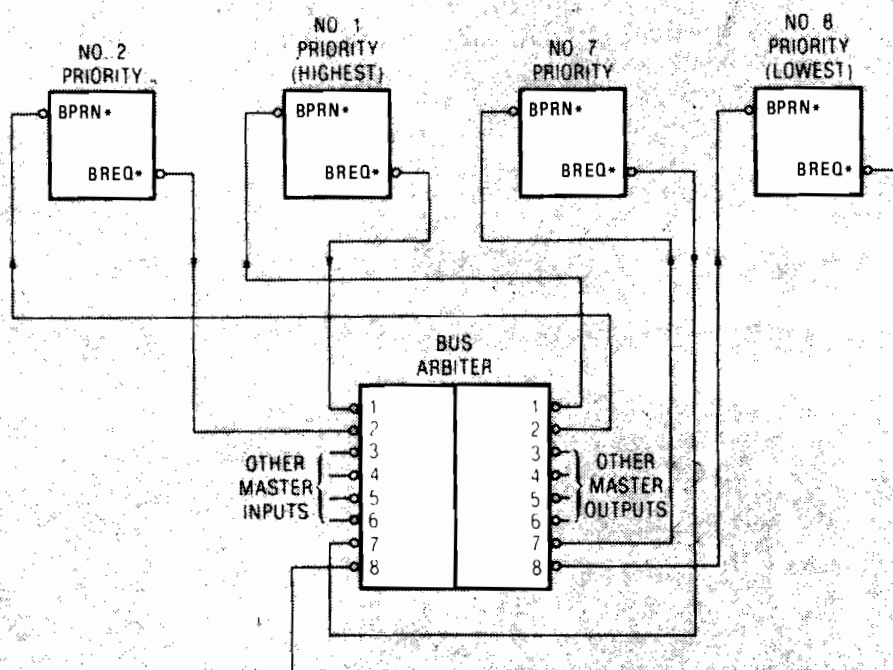 NO. 2
PRIORITY
BPRN*
BREQ*
NO. 1
PRIORITY
(HIGHEST)
BPRN*
BREQ*
NO. 7
PRIORITY
BPRN*
BREQ*
NO. 8
PRIORITY
(LOWEST)
BPRN*
BREQ*
BUS
ARBITER
1
2
3
4
5
6
7
8
OTHER
MASTER
INPUTS
1
2
3
4
5
6
7
8
OTHER
MASTER
OUTPUTS